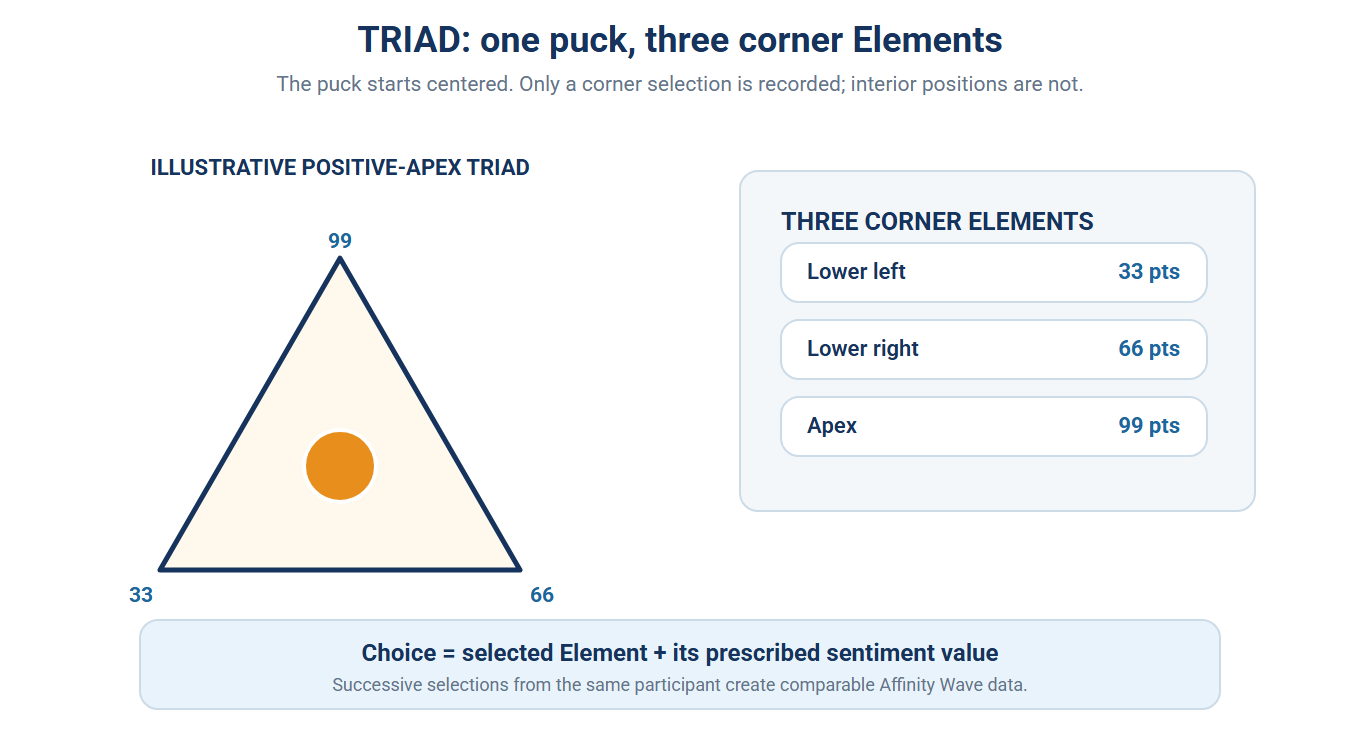 TRIAD: one puck, three corner Elements
The puck starts centered. Only a corner selection is recorded; interior positions are not.
ILLUSTRATIVE POSITIVE-APEX TRIAD
99
33
66
THREE CORNER ELEMENTS
Lower left 33 pts
Lower right 66 pts
Apex 99 pts
Choice = selected Element + its prescribed sentiment value
Successive selections from the same participant create comparable Affinity Wave data.